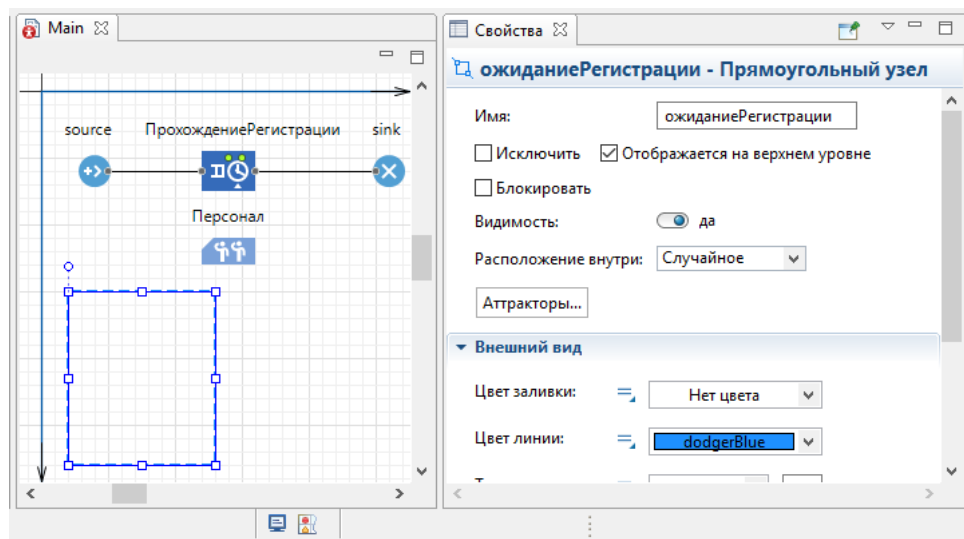 Main
source ПрохождениеРегистрации sink
Персонал
Свойства
ожиданиеРегистрации - Прямоугольный узел
Имя: ожиданиеРегистрации
Исключить Отображается на верхнем уровне
Блокировать
Видимость: да
Расположение внутри: Случайное
Аттракторы...
Внешний вид
Цвет заливки: Нет цвета
Цвет линии: dodgerBlue